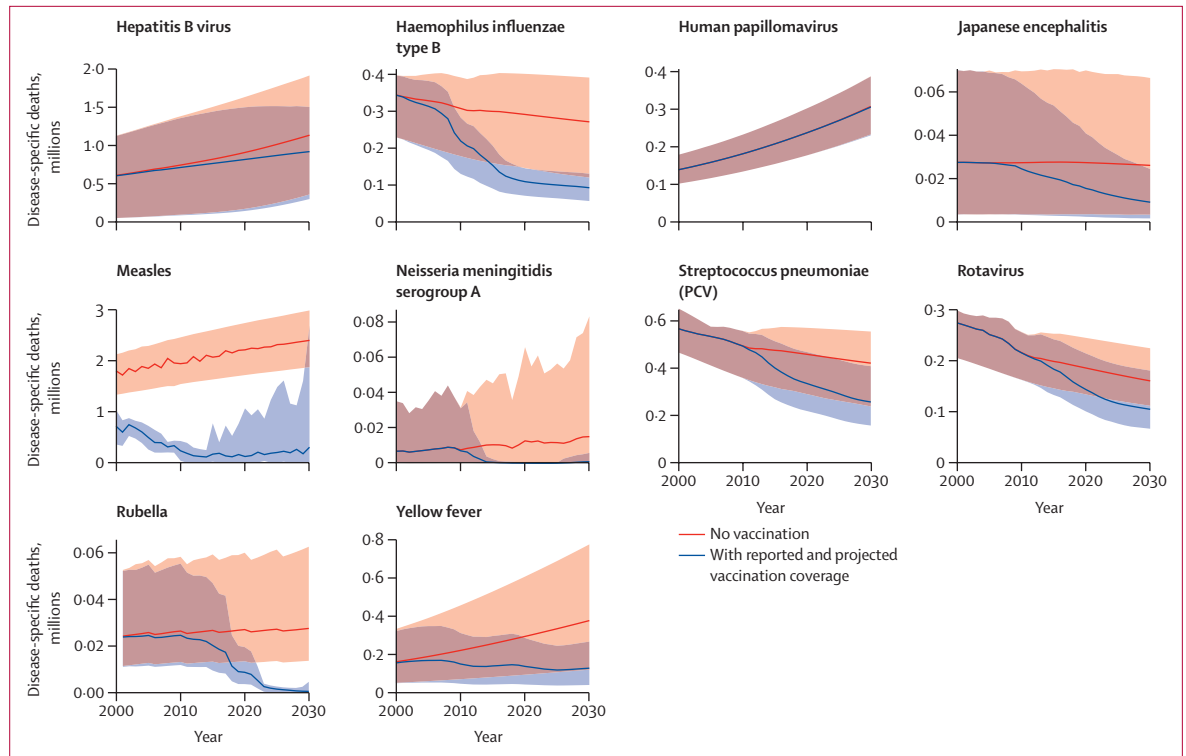 Hepatitis B virus
Haemophilus influenzae
type B
Human papillomavirus
Japanese encephalitis
Disease-specific deaths,
millions
2·0
1·5
1·0
0·5
0
0·4
0·3
0·2
0·1
0
0·4
0·3
0·2
0·1
0
0·06
0·04
0·02
0
Measles
Neisseria meningitidis
serogroup A
Streptococcus pneumoniae
(PCV)
Rotavirus
Disease-specific deaths,
millions
3
2
1
0
0·08
0·06
0·04
0·02
0
0·6
0·4
0·2
0
2000 2010 2020 2030
Year
0·3
0·2
0·1
0
2000 2010 2020 2030
Year
Rubella
Yellow fever
Disease-specific deaths,
millions
0·06
0·04
0·02
0·00
2000 2010 2020 2030
Year
0·8
0·6
0·4
0·2
0
2000 2010 2020 2030
Year
No vaccination
With reported and projected
vaccination coverage